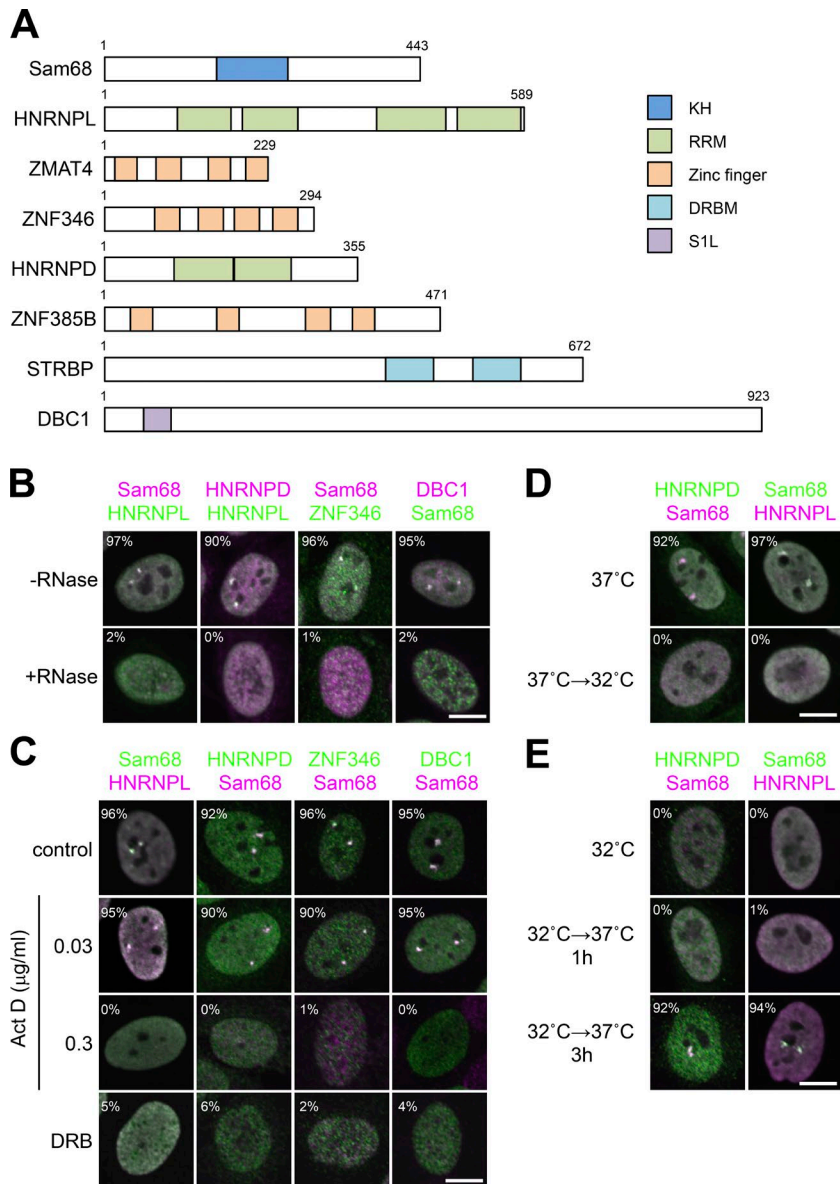 A
1 443
Sam68
1 589
HNRNPL
1 229
ZMAT4
1 294
ZNF346
1 355
HNRNPD
1 471
ZNF385B
1 672
STRBP
1 923
DBC1
KH
RRM
Zinc finger
DRBM
S1L
B
Sam68 HNRNPD Sam68 DBC1
HNRNPL HNRNPL ZNF346 Sam68
-RNase 97% 90% 96% 95%
+RNase 2% 0% 1% 2%
C
Sam68 HNRNPD ZNF346 DBC1
HNRNPL Sam68 Sam68 Sam68
control 96% 92% 96% 95%
Act D (µg/ml)
0.03 95% 90% 90% 95%
0.3 0% 0% 1% 0%
DRB 5% 6% 2% 4%
D
HNRNPD Sam68
Sam68 HNRNPL
37˚C 92% 97%
37˚C→32˚C 0% 0%
E
HNRNPD Sam68
Sam68 HNRNPL
32˚C 0% 0%
32˚C→37˚C 0% 1%
1h
32˚C→37˚C 92% 94%
3h